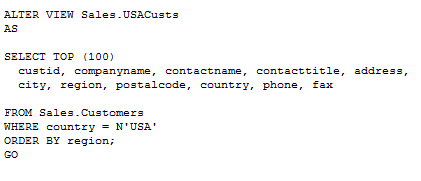 ALTER VIEW Sales.USACusts
AS
SELECT TOP (100)
custid, companyname, contactname, contacttitle, address,
city, region, postalcode, country, phone, fax
FROM Sales.Customers
WHERE country = N'USA'
ORDER BY region;
GO